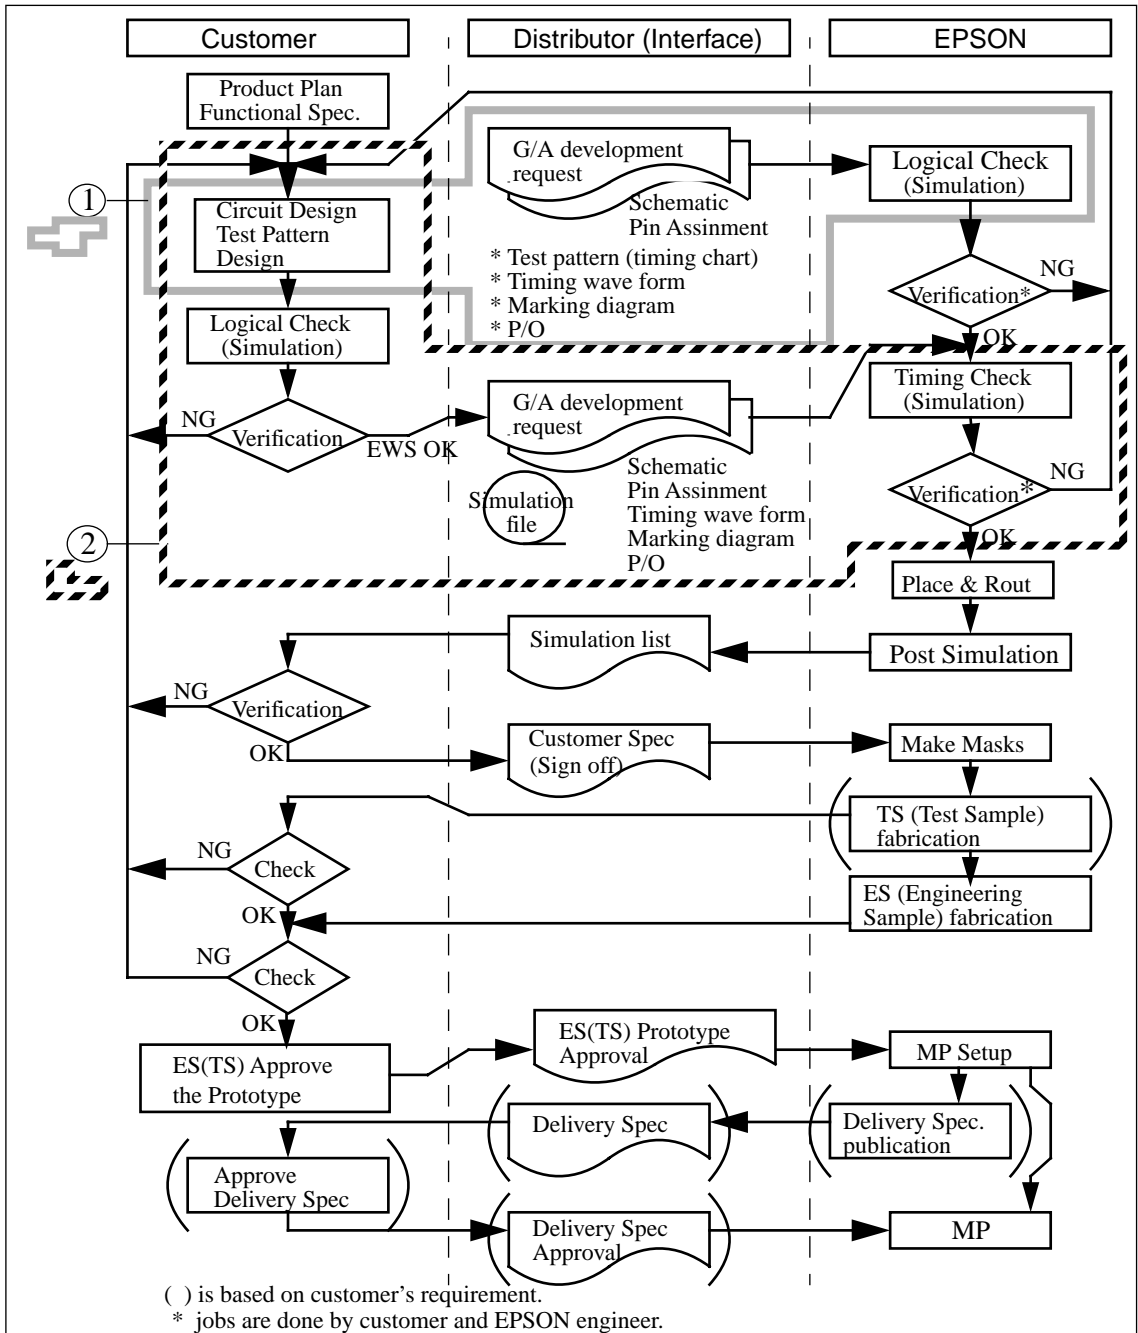 Customer
Distributor (Interface)
EPSON
Product Plan
Functional Spec.
G/A development
request
Schematic
Pin Assinment
* Test pattern (timing chart)
* Timing wave form
* Marking diagram
* P/O
Logical Check
(Simulation)
1
Circuit Design
Test Pattern
Design
Verification*
NG
OK
Logical Check
(Simulation)
Timing Check
(Simulation)
NG
Verification
EWS OK
G/A development
request
Schematic
Pin Assinment
Timing wave form
Marking diagram
P/O
Simulation
file
Verification*
NG
OK
2
Place & Rout
Simulation list
Post Simulation
NG
Verification
OK
Customer Spec
(Sign off)
Make Masks
TS (Test Sample)
fabrication
NG
Check
OK
ES (Engineering
Sample) fabrication
NG
Check
OK
ES(TS) Approve
the Prototype
ES(TS) Prototype
Approval
MP Setup
Delivery Spec
Delivery Spec.
publication
Approve
Delivery Spec
Delivery Spec
Approval
MP
( ) is based on customer's requirement.
* jobs are done by customer and EPSON engineer.